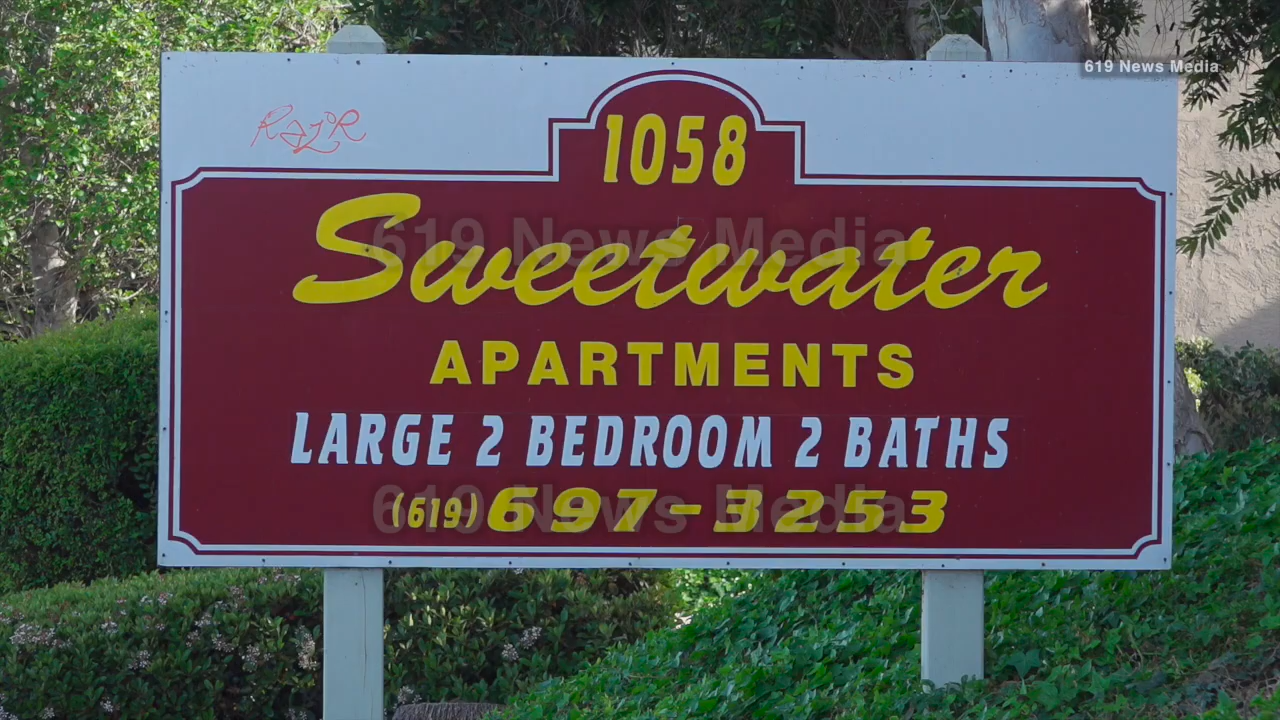 619 News Media
RAZR
1058
Sweetwater
619 News Media
APARTMENTS
LARGE 2 BEDROOM 2 BATHS
(619) 697-3253
619 News Media